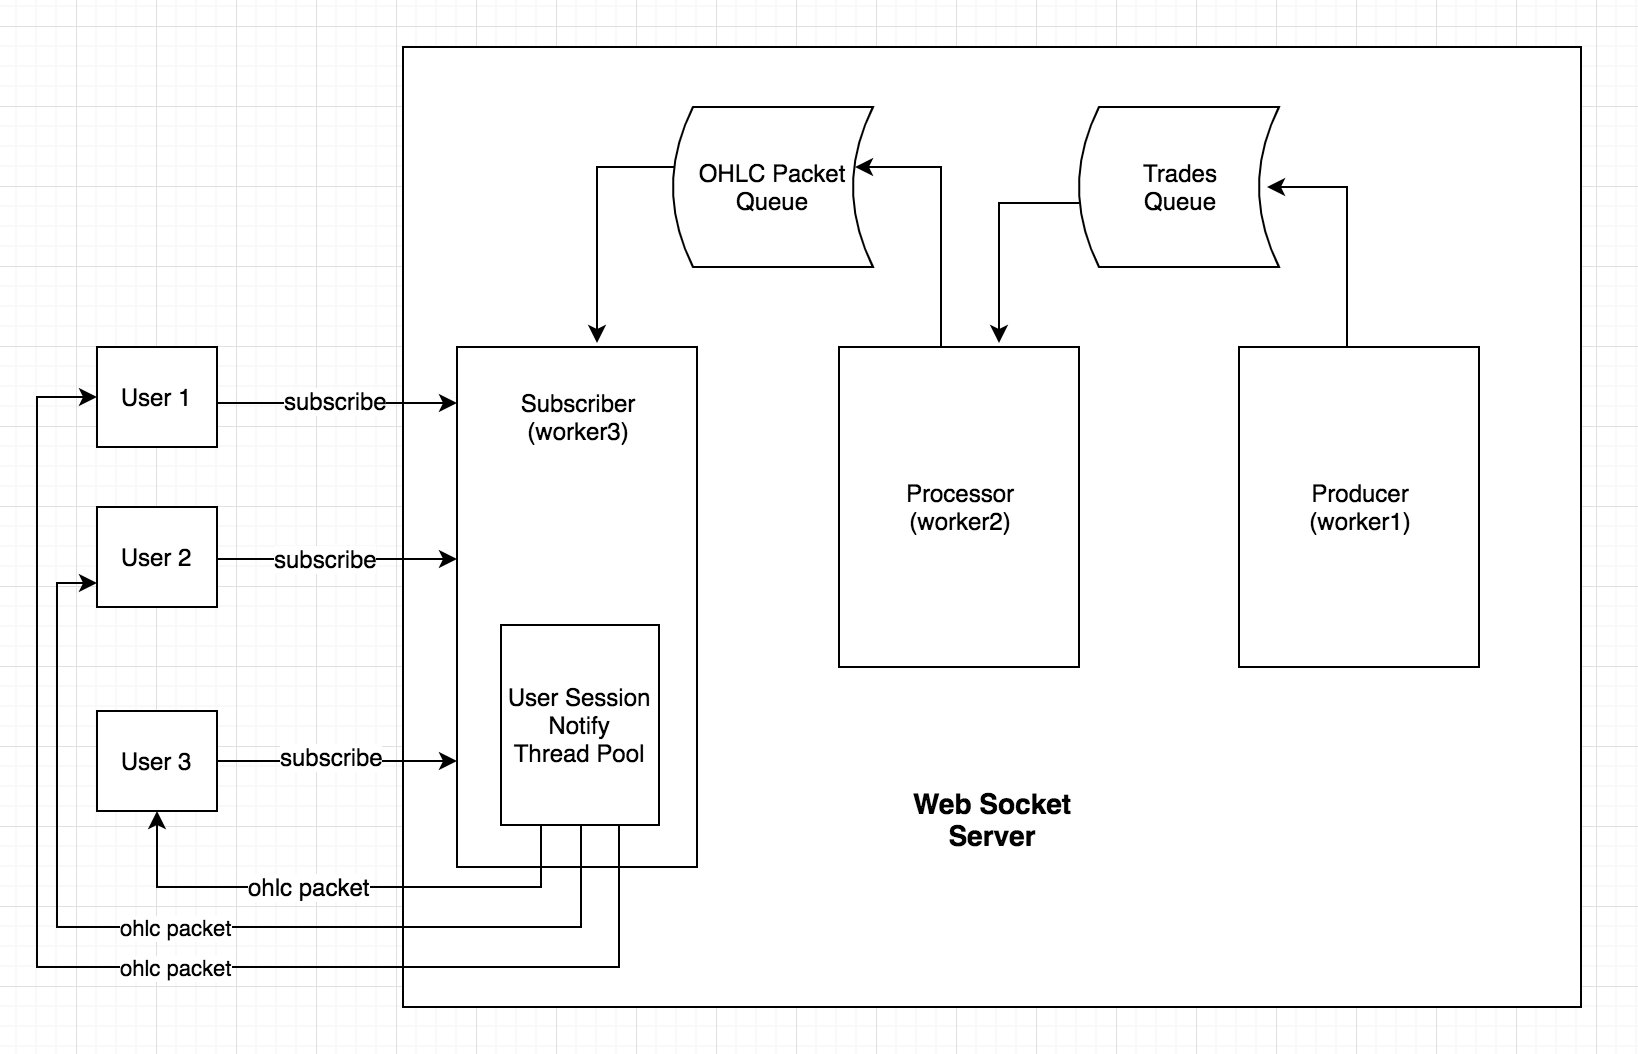 OHLC Packet
Queue
Trades
Queue
User 1
subscribe
Subscriber
(worker3)
Processor
(worker2)
Producer
(worker1)
User 2
subscribe
User Session
Notify
Thread Pool
User 3
subscribe
Web Socket
Server
ohlc packet
ohlc packet
ohlc packet